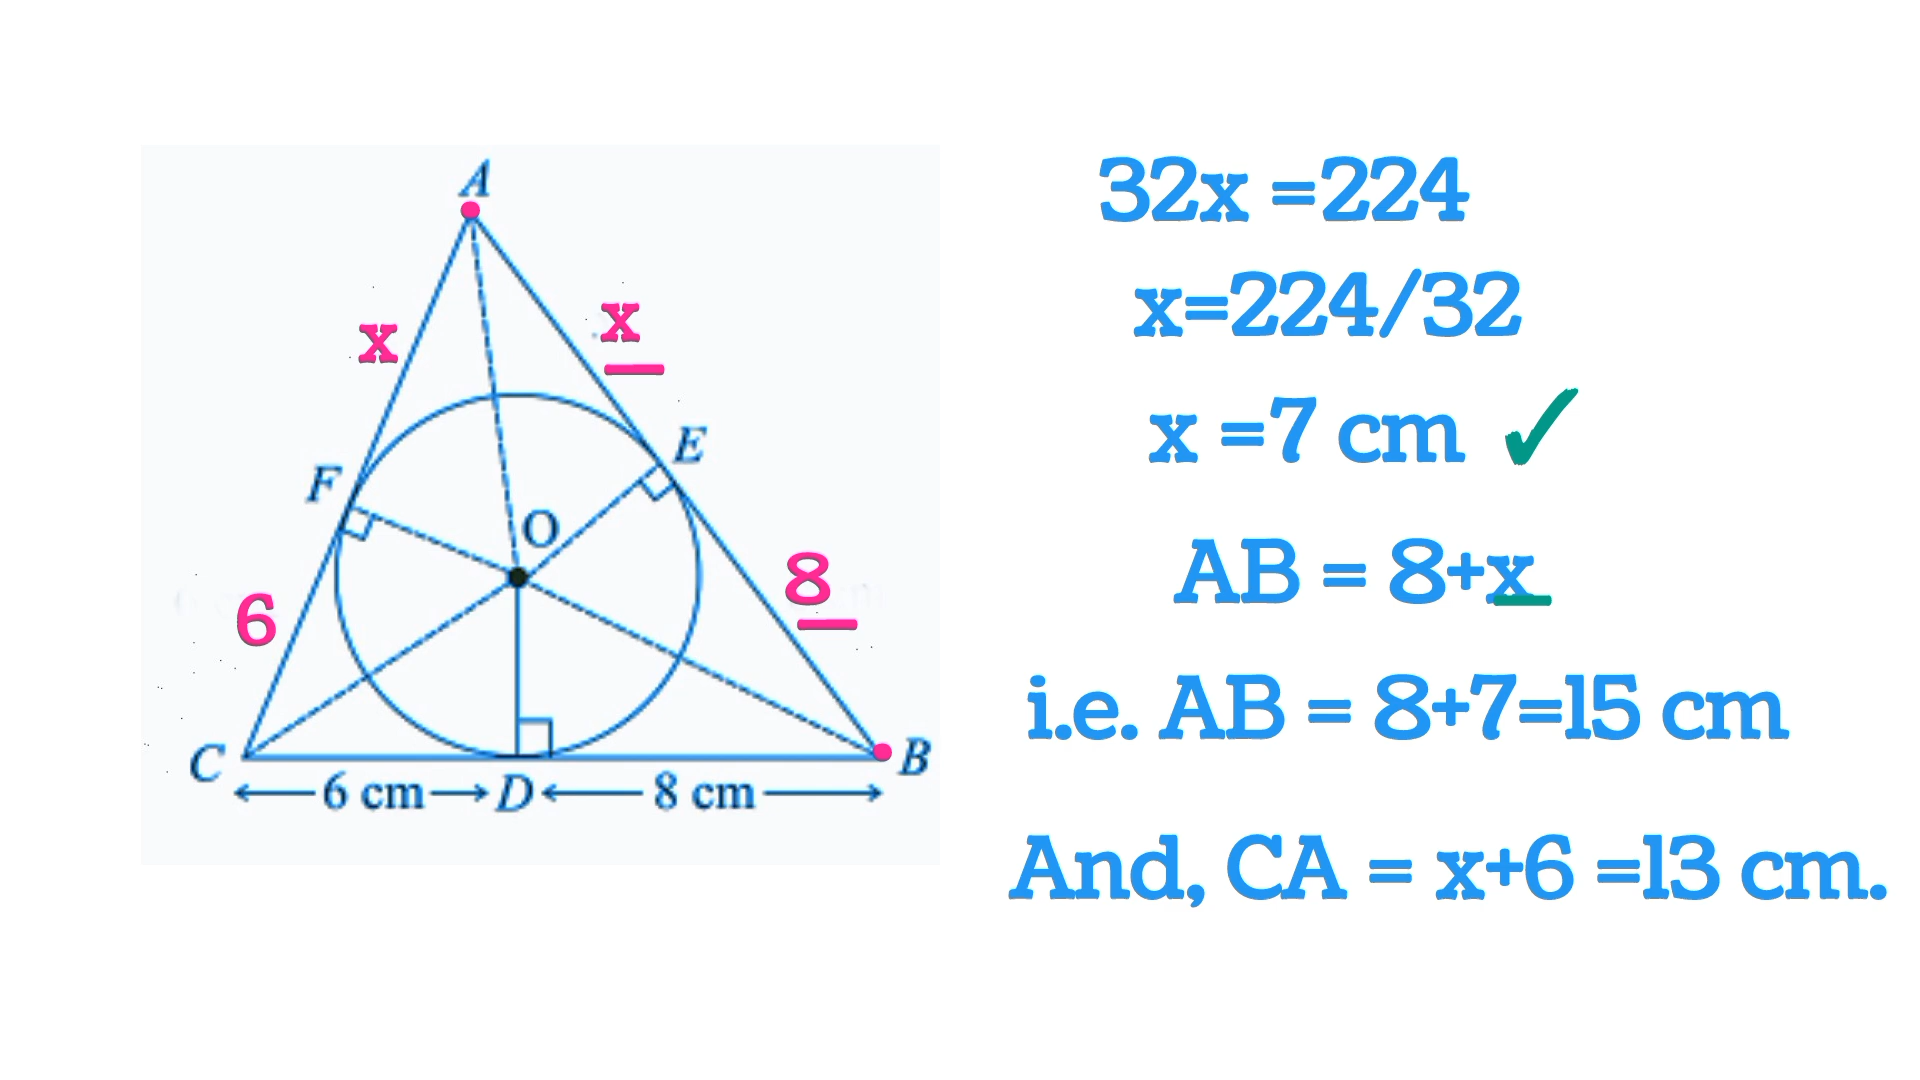 A
x
x
F
E
O
6
8
C
B
6 cm D 8 cm
32x =224
x=224/32
x =7 cm ✓
AB = 8+x
i.e. AB = 8+7=15 cm
And, CA = x+6 =13 cm.